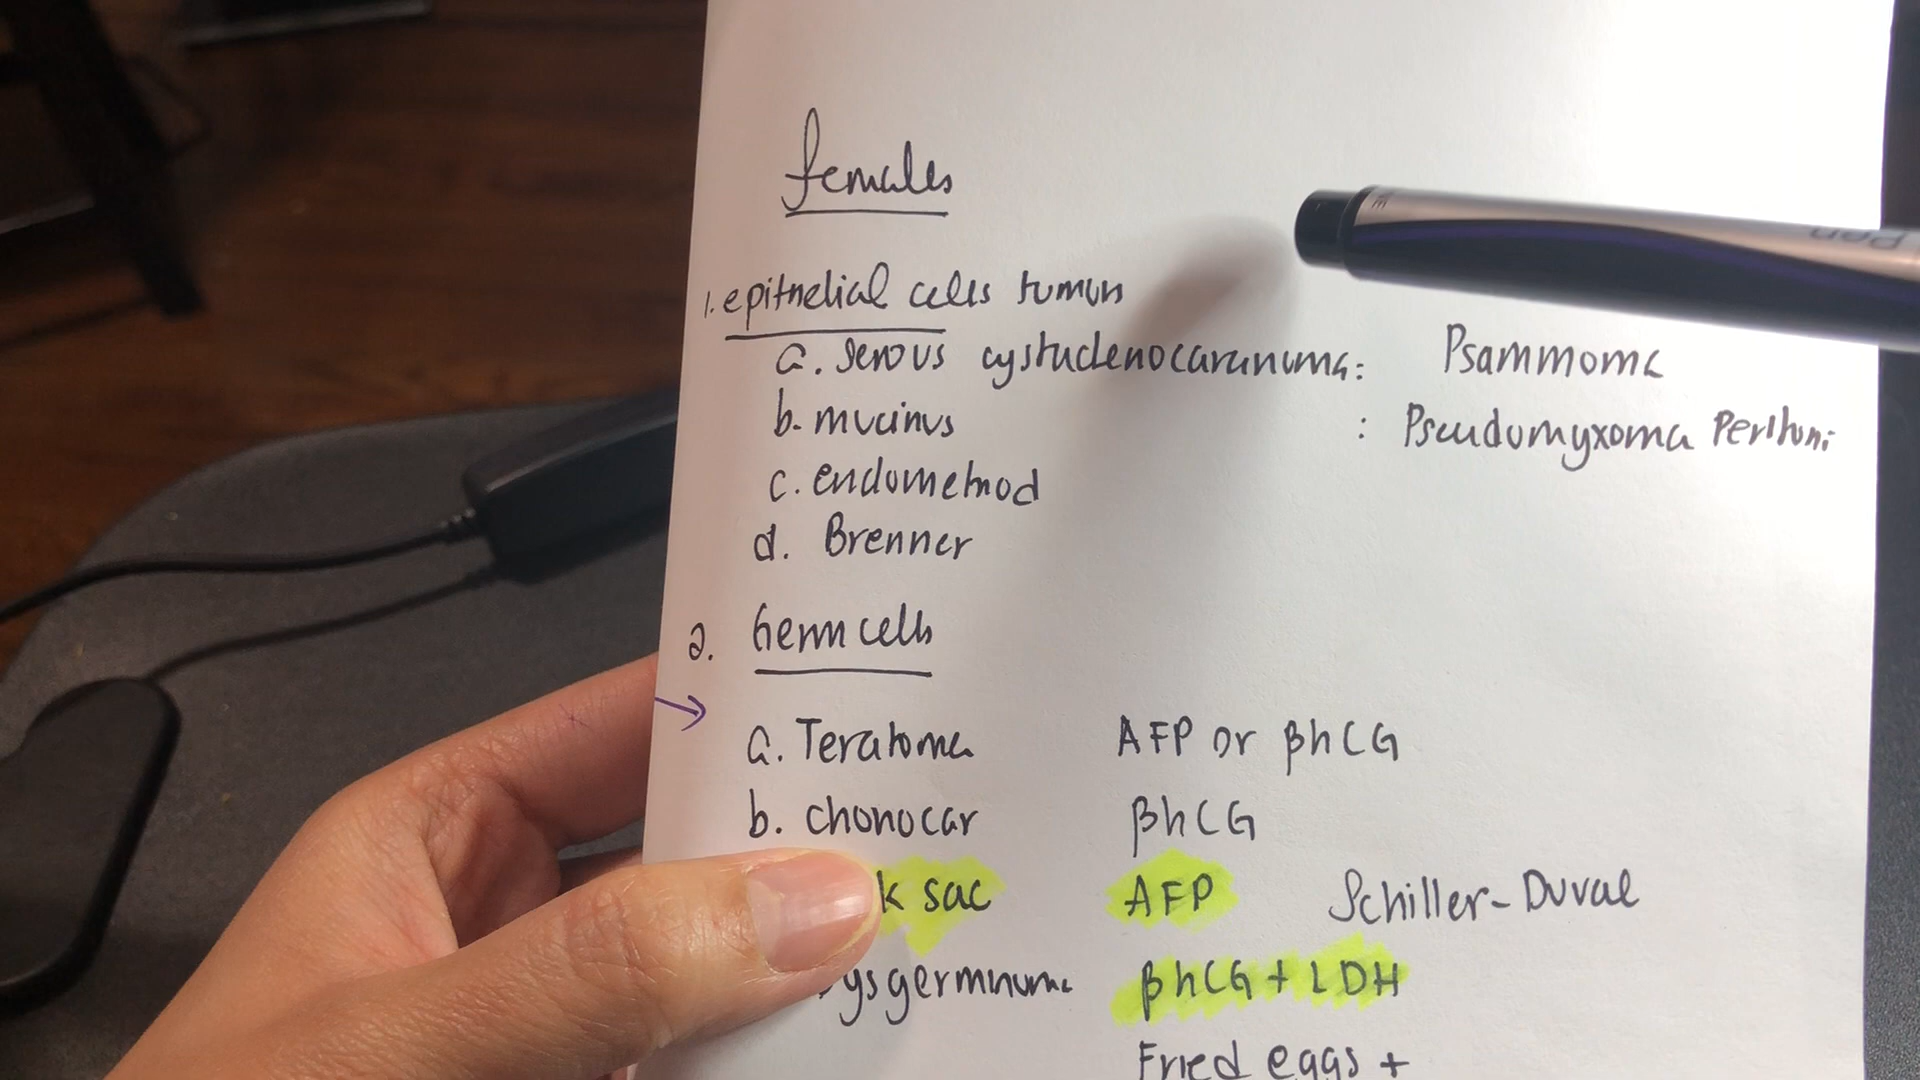 females
1. epithelial cells tumors
a. serous cystadenocarcinoma: Psammoma
b. mucinus : Pseudomyxoma Peritoni
c. endometriod
d. Brenner
2. Germ cells
→
a. Teratoma AFP or βhCG
b. choriocar βhCG
k sac AFP Schiller-Duval
ysgerminoma βhCG + LDH
Fried eggs +